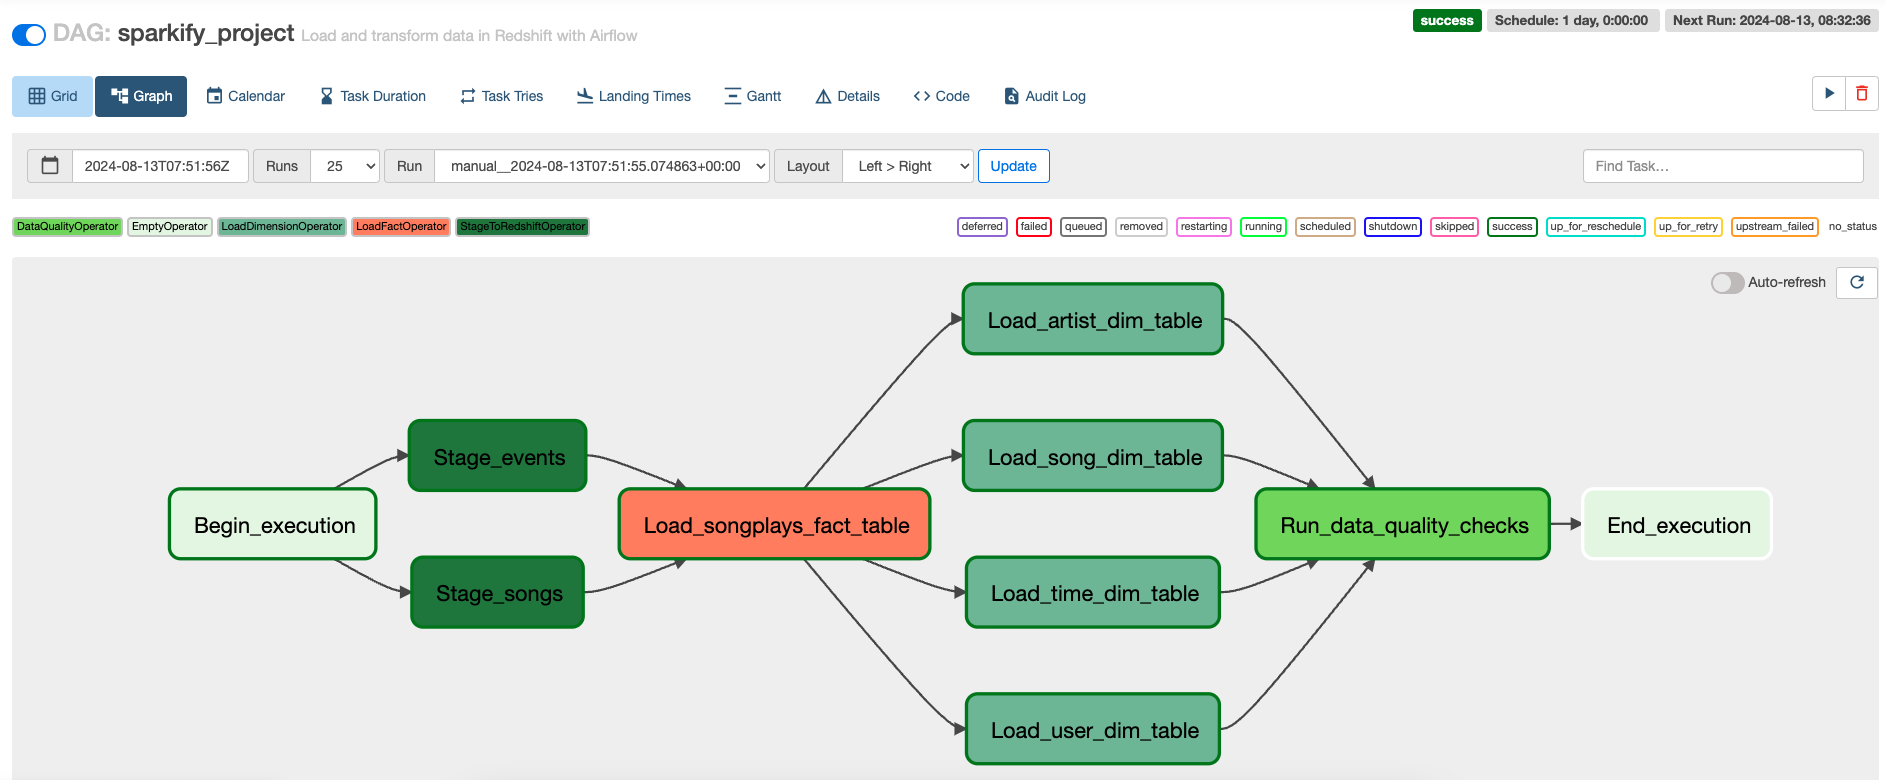 DAG: sparkify_project Load and transform data in Redshift with Airflow
success Schedule: 1 day, 0:00:00 Next Run: 2024-08-13, 08:32:36
Grid Graph Calendar Task Duration Task Tries Landing Times Gantt Details Code Audit Log
2024-08-13T07:51:56Z Runs 25 Run manual__2024-08-13T07:51:55.074863+00:00 Layout Left > Right Update Find Task...
DataQualityOperator EmptyOperator LoadDimensionOperator LoadFactOperator StageToRedshiftOperator
deferred failed queued removed restarting running scheduled shutdown skipped success up_for_reschedule up_for_retry upstream_failed no_status
Auto-refresh
Begin_execution
Stage_events
Stage_songs
Load_songplays_fact_table
Load_artist_dim_table
Load_song_dim_table
Load_time_dim_table
Load_user_dim_table
Run_data_quality_checks
End_execution